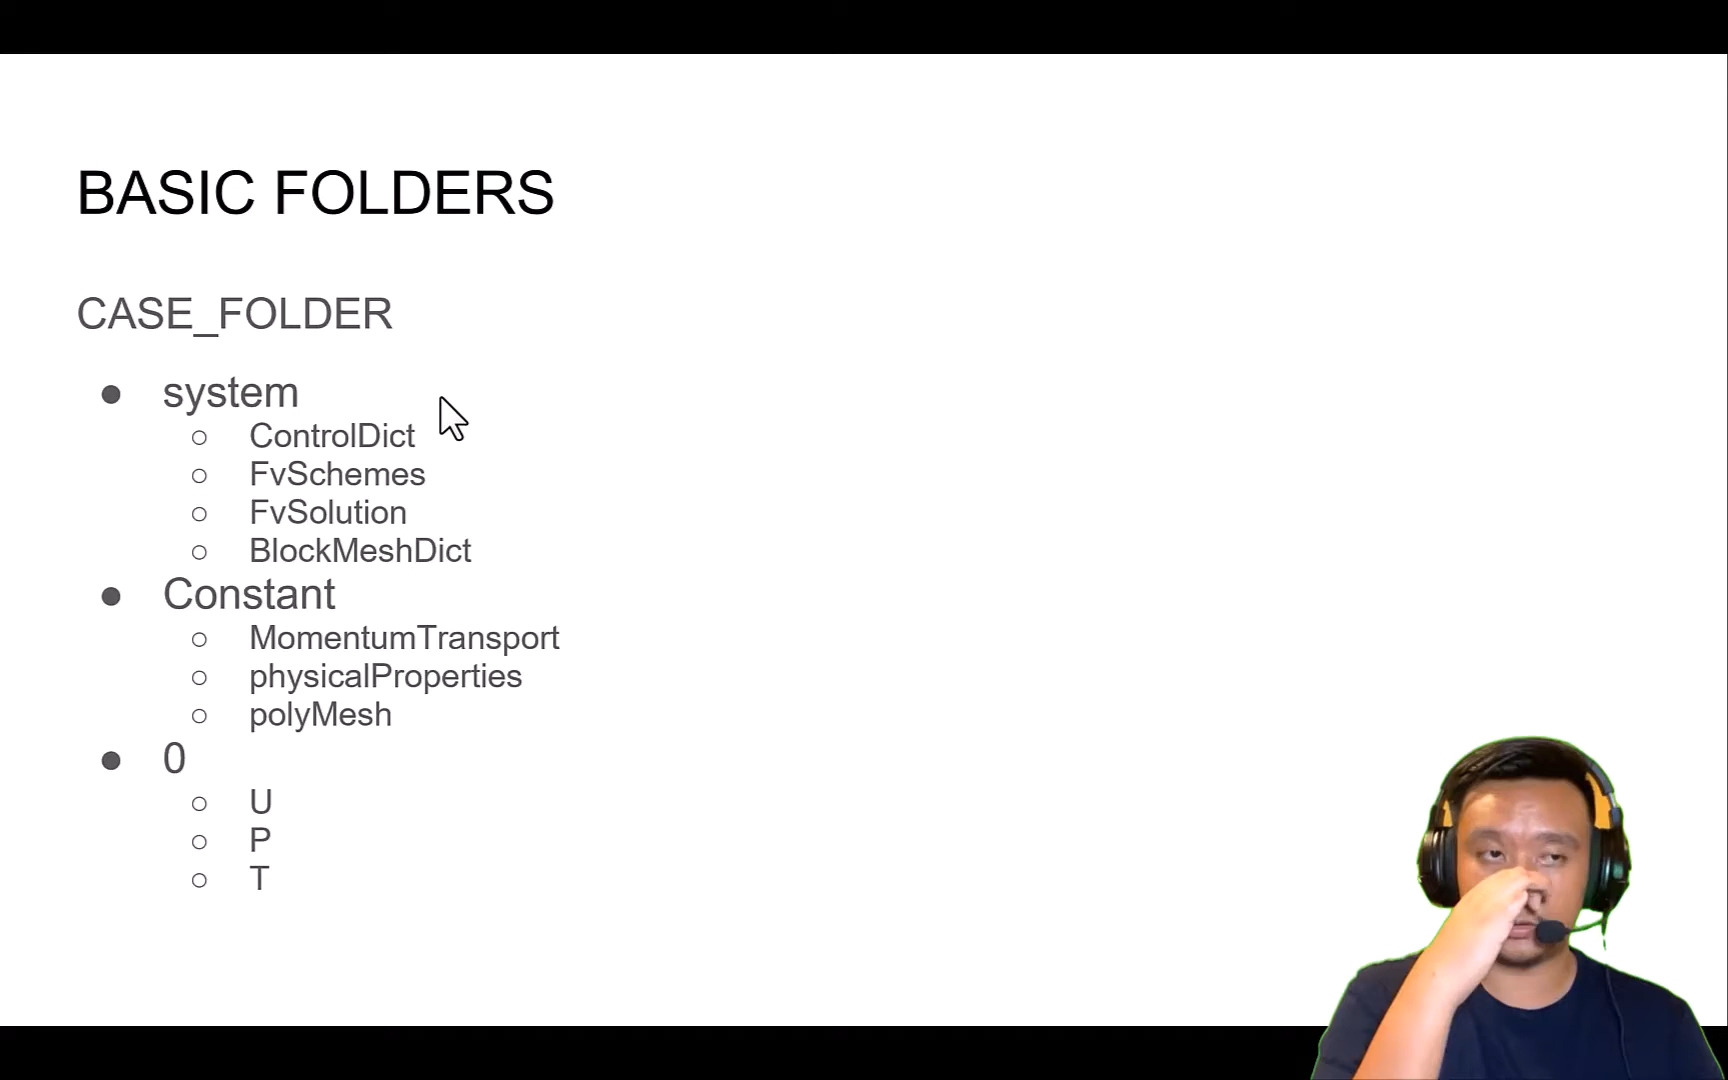 BASIC FOLDERS
CASE_FOLDER
system
ControlDict
FvSchemes
FvSolution
BlockMeshDict
Constant
MomentumTransport
physicalProperties
polyMesh
0
U
P
T